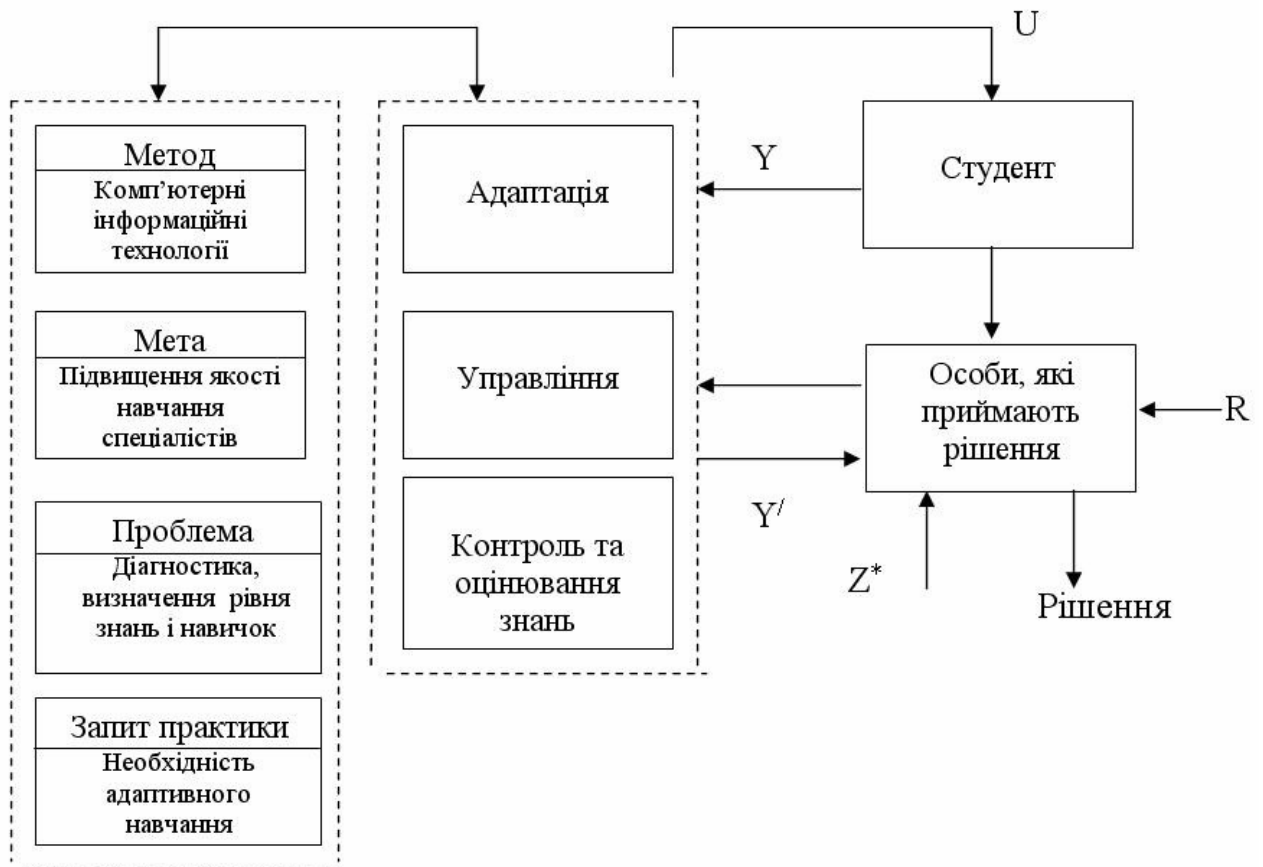 U
Метод
Комп’ютерні
інформаційні
технології
Мета
Підвищення якості
навчання
спеціалістів
Проблема
Діагностика,
визначення рівня
знань і навичок
Запит практики
Необхідність
адаптивного
навчання
Адаптація
Управління
Контроль та
оцінювання
знань
Y
Y/
Студент
Особи, які
приймають
рішення
R
Z*
Рішення